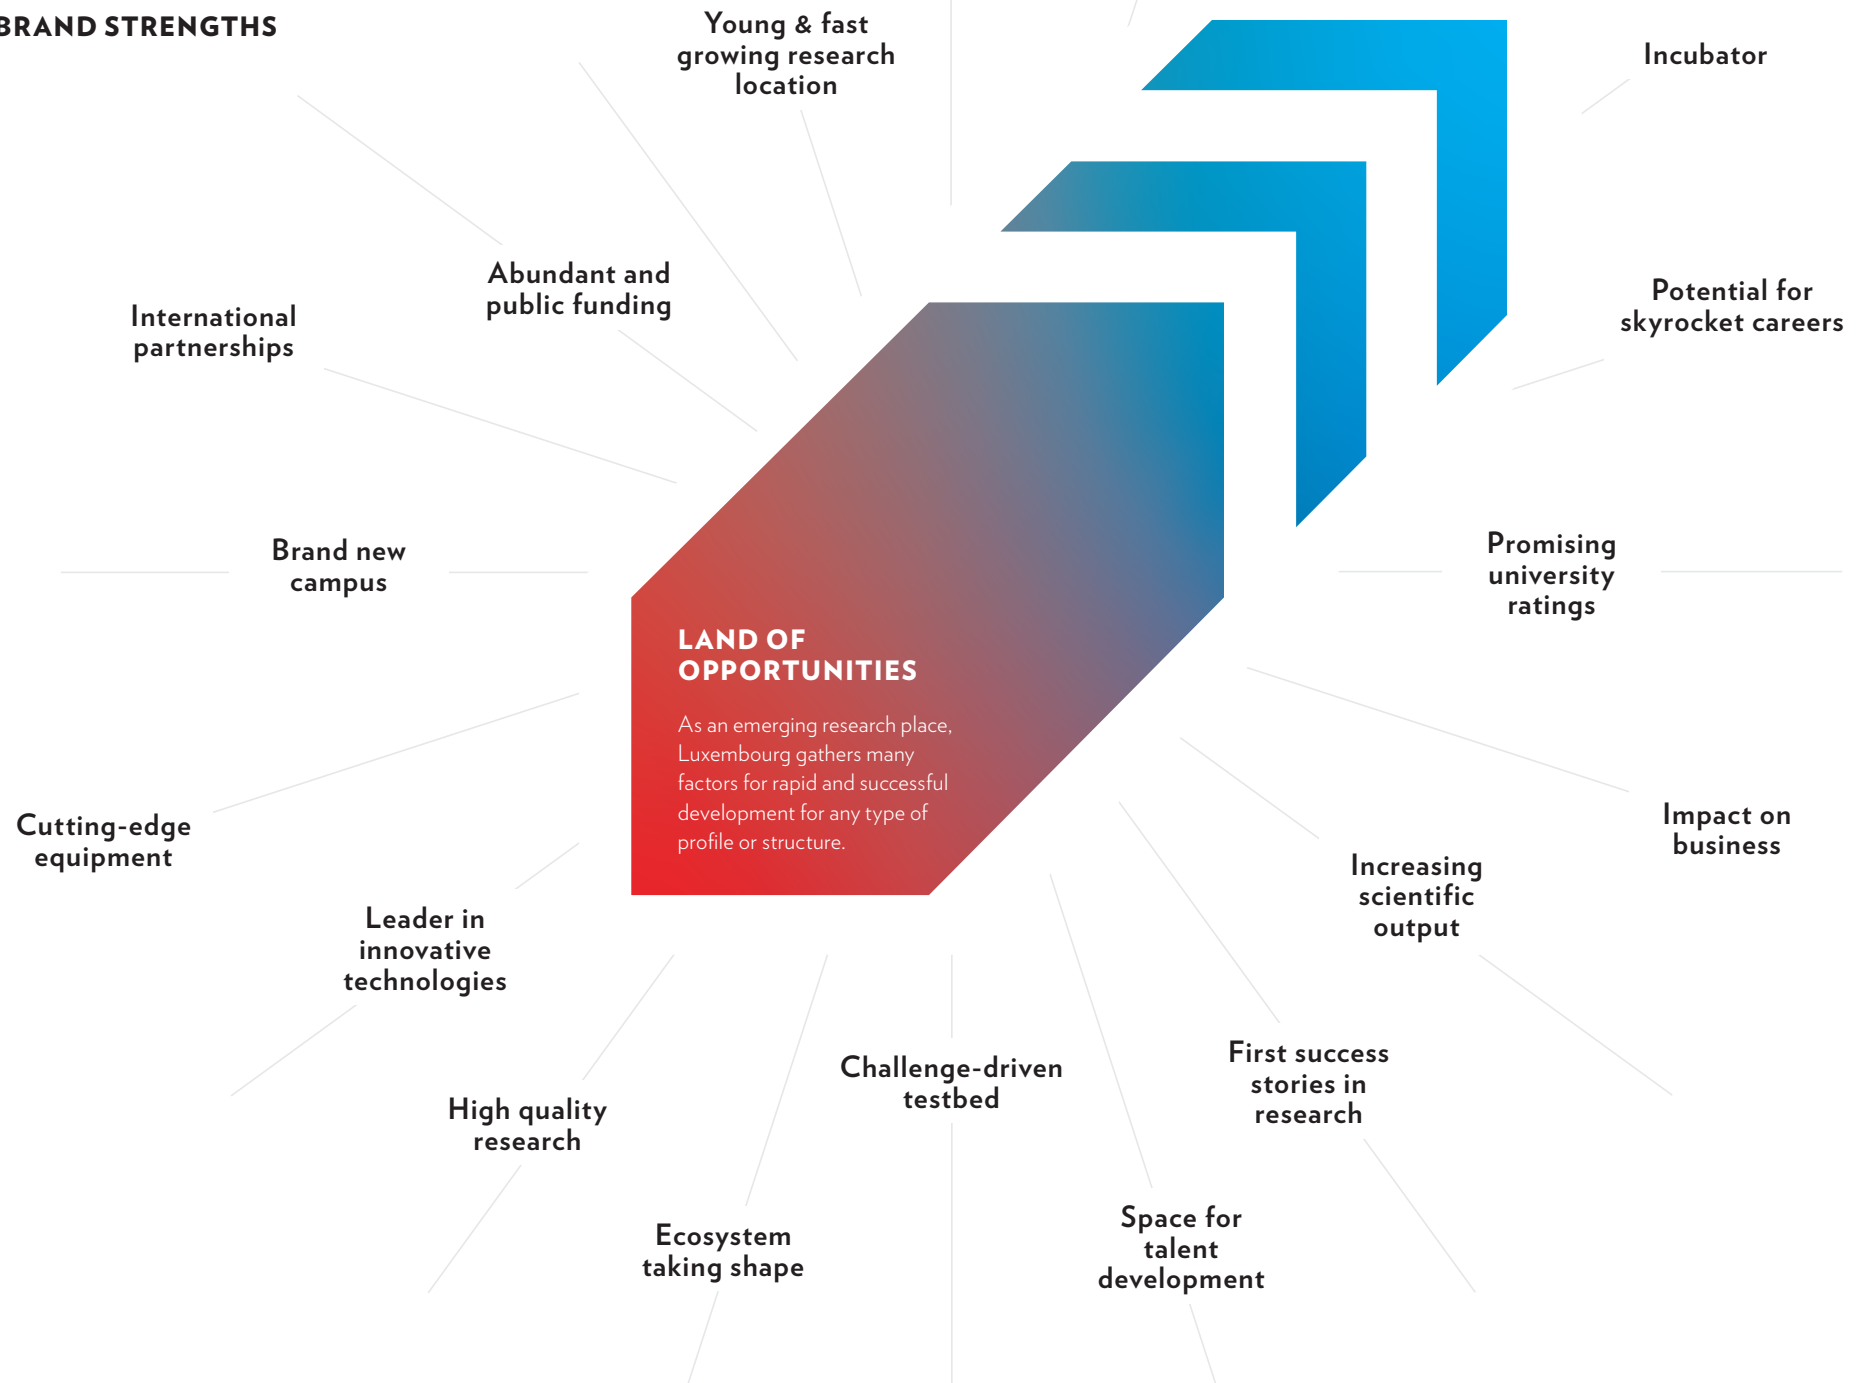 BRAND STRENGTHS
Young & fast
growing research
location
Incubator
Abundant and
public funding
International
partnerships
Potential for
skyrocket careers
Brand new
campus
Promising
university
ratings
LAND OF
OPPORTUNITIES
As an emerging research place,
Luxembourg gathers many
factors for rapid and successful
development for any type of
profile or structure.
Cutting-edge
equipment
Impact on
business
Increasing
scientific
output
Leader in
innovative
technologies
High quality
research
Challenge-driven
testbed
First success
stories in
research
Ecosystem
taking shape
Space for
talent
development